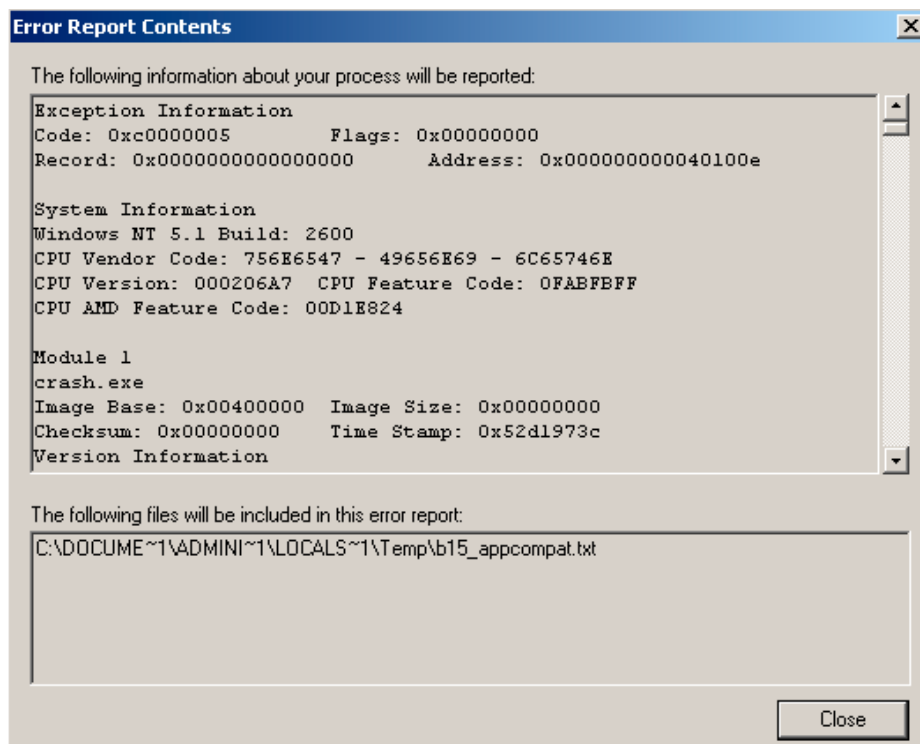 Error Report Contents
The following information about your process will be reported:
Exception Information
Code: 0xc0000005 Flags: 0x00000000
Record: 0x0000000000000000 Address: 0x000000000040100e
System Information
Windows NT 5.1 Build: 2600
CPU Vendor Code: 756E6547 - 49656E69 - 6C65746E
CPU Version: 000206A7 CPU Feature Code: 0FABFBFF
CPU AMD Feature Code: 00D1E824
Module 1
crash.exe
Image Base: 0x00400000 Image Size: 0x00000000
Checksum: 0x00000000 Time Stamp: 0x52d1973c
Version Information
The following files will be included in this error report:
C:\DOCUME~1\ADMINI~1\LOCALS~1\Temp\b15_appcompat.txt
Close